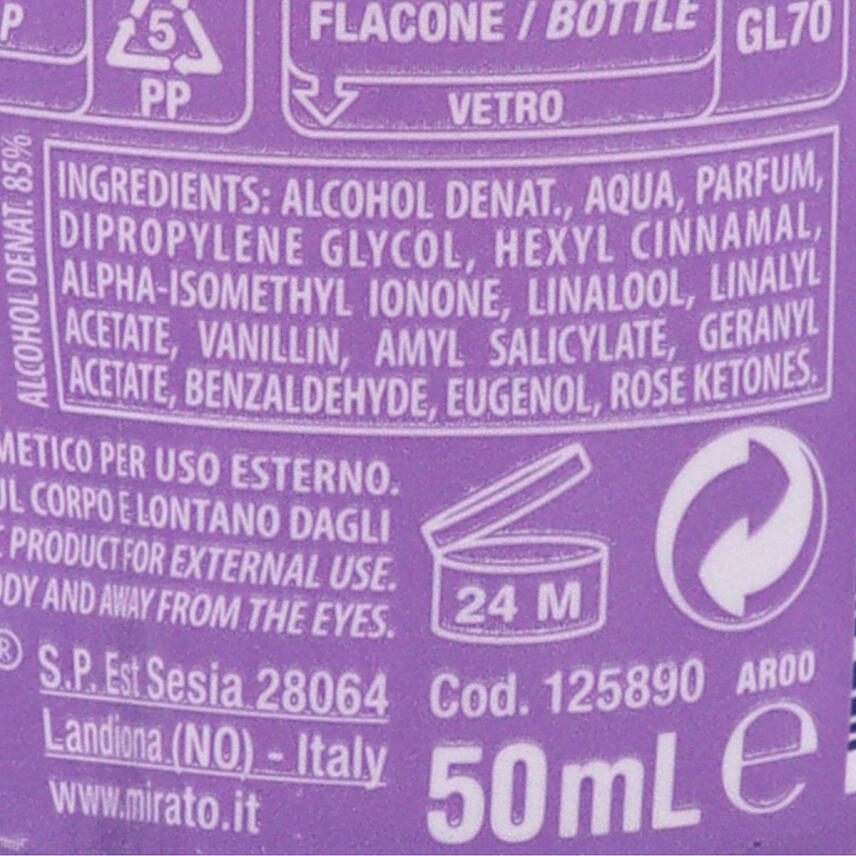 P
5
PP
FLACONE / BOTTLE
GL70
VETRO
ALCOHOL DENAT. 85%
INGREDIENTS: ALCOHOL DENAT., AQUA, PARFUM,
DIPROPYLENE GLYCOL, HEXYL CINNAMAL,
ALPHA-ISOMETHYL IONONE, LINALOOL, LINALYL
ACETATE, VANILLIN, AMYL SALICYLATE, GERANYL
ACETATE, BENZALDEHYDE, EUGENOL, ROSE KETONES.
METICO PER USO ESTERNO.
UL CORPO E LONTANO DAGLI
PRODUCT FOR EXTERNAL USE.
ODY AND AWAY FROM THE EYES.
24 M
® S.P. Est Sesia 28064
Landiona (NO) - Italy
www.mirato.it
Cod. 125890 AR00
50mL e